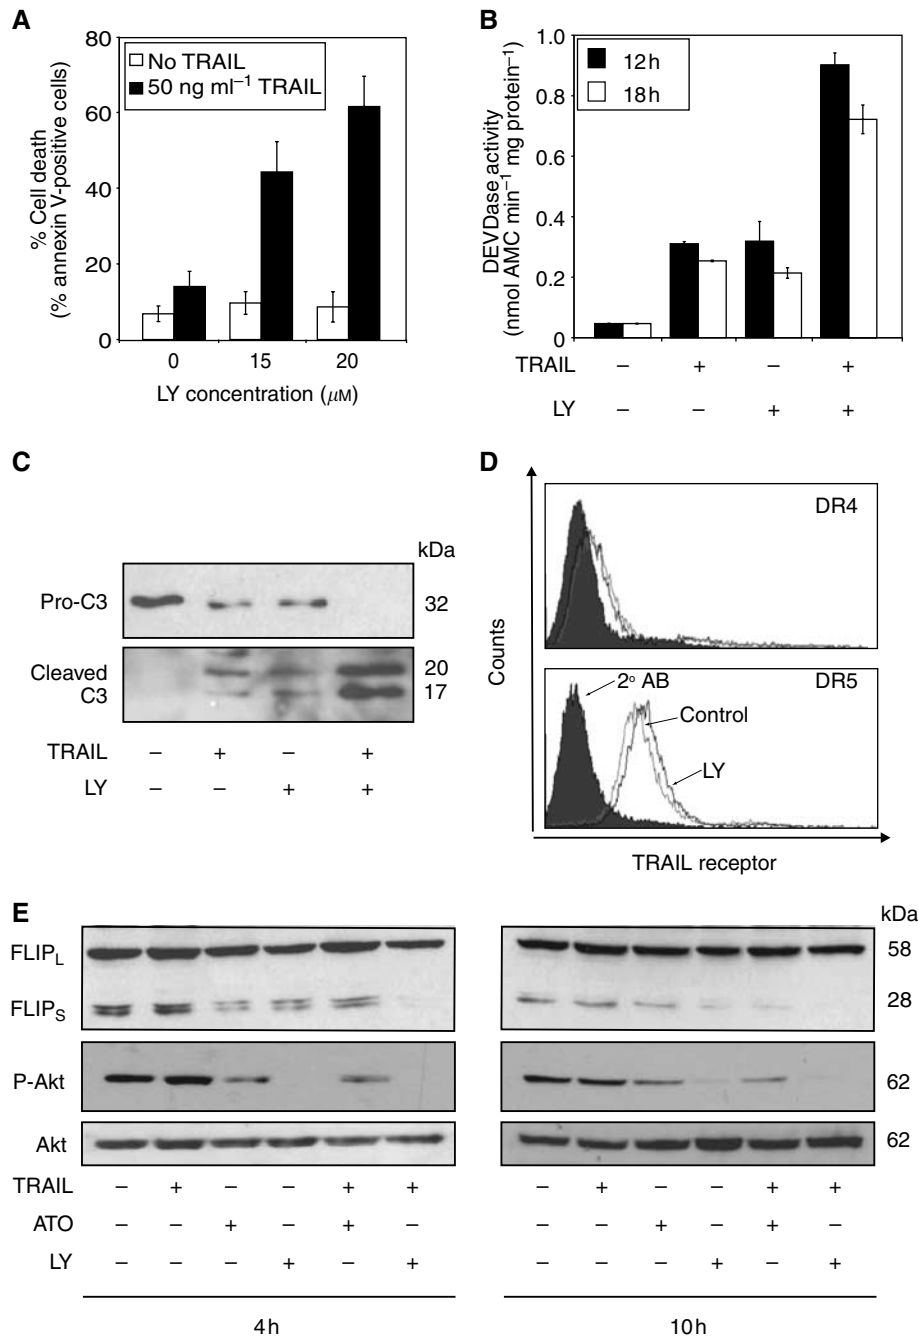 A
80
60
40
20
0
% Cell death
(% annexin V-positive cells)
No TRAIL
50 ng ml⁻¹ TRAIL
0 15 20
LY concentration (μM)
B
1.0
0.8
0.6
0.4
0.2
0
DEVDase activity
(nmol AMC min⁻¹ mg protein⁻¹)
12h
18h
TRAIL – + – +
LY – – + +
C
kDa
Pro-C3 32
Cleaved C3
20
17
TRAIL – + – +
LY – – + +
D
Counts
DR4
DR5
2° AB
Control
LY
TRAIL receptor
E
kDa
FLIPL 58
FLIPS 28
P-Akt 62
Akt 62
TRAIL – + – – + + – + – – + +
ATO – – + – + – – – + – + –
LY – – – + – + – – – + – +
4h 10h